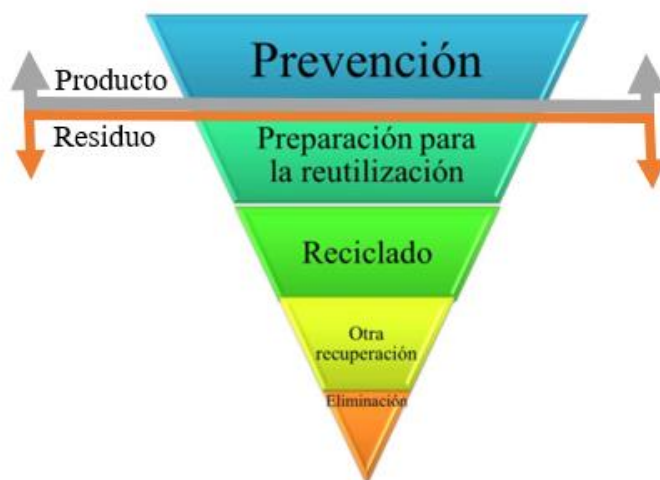 Prevención
Producto
Residuo
Preparación para
la reutilización
Reciclado
Otra
recuperación
Eliminación